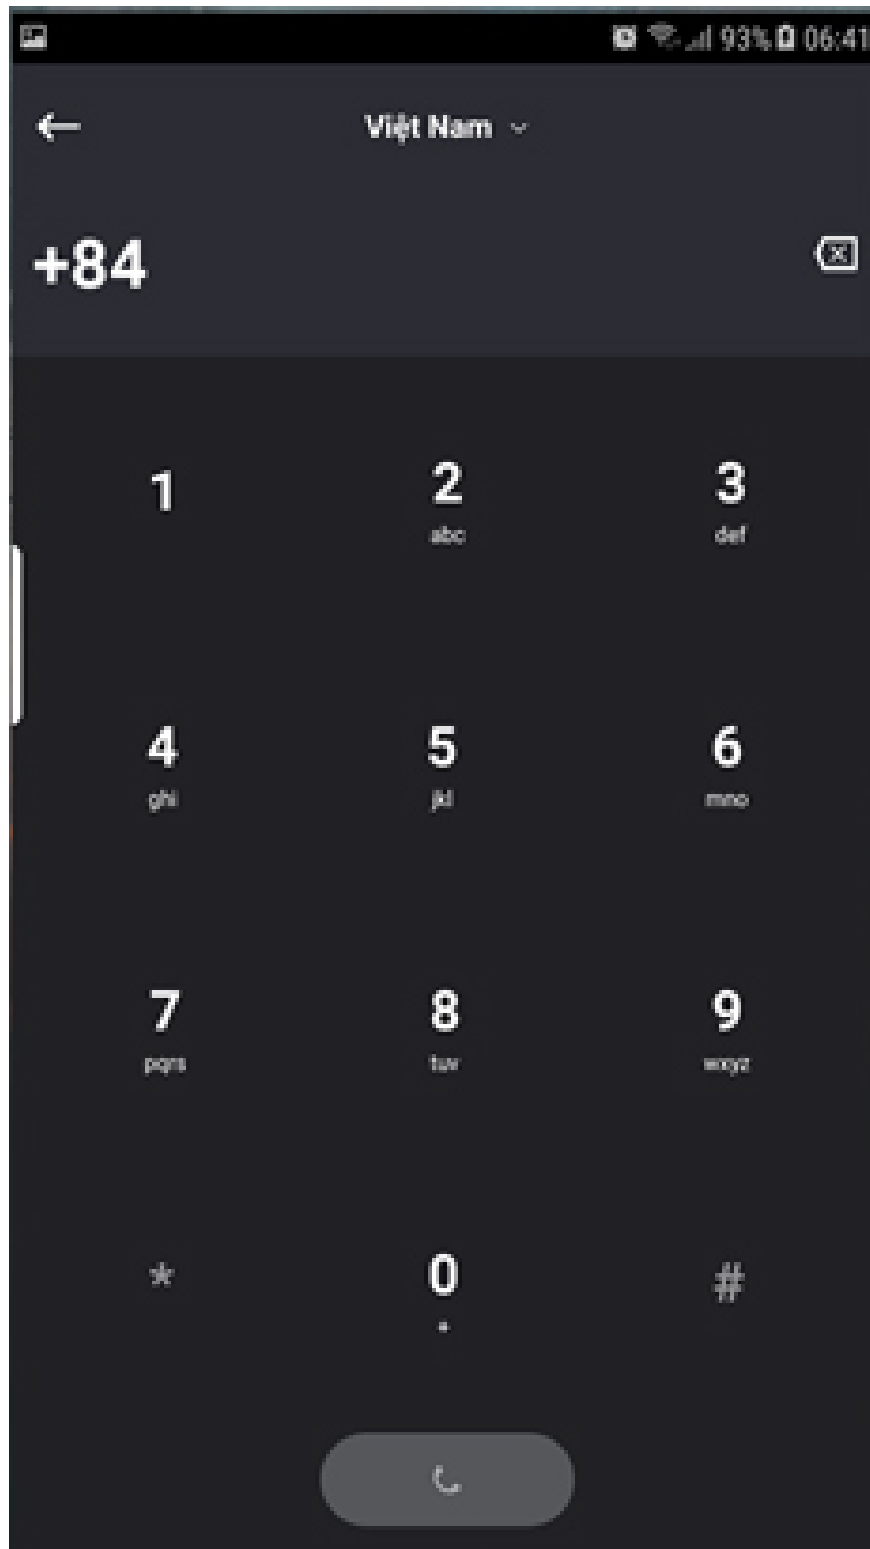 93% 06:41
Việt Nam
+84
1 2 3
abc def
4 5 6
ghi jkl mno
7 8 9
pqrs tuv wxyz
* 0 #
+